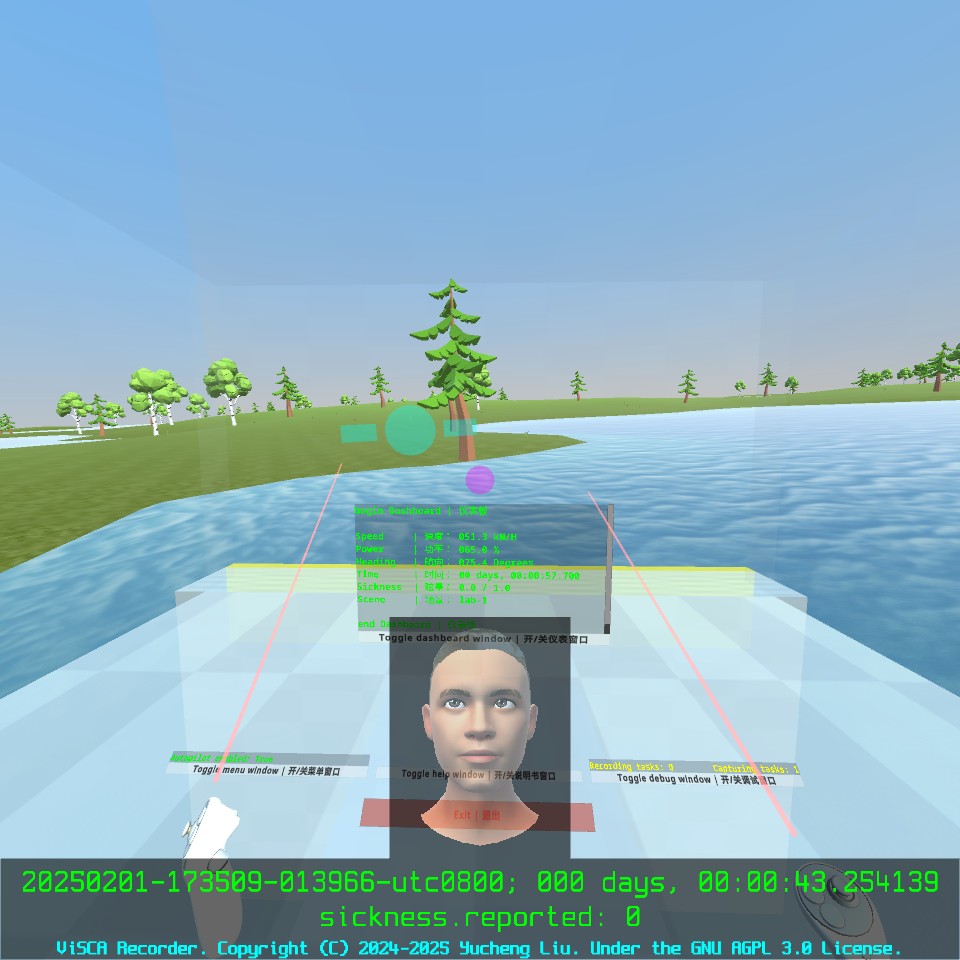 Begin Dashboard | 仪表盘
Speed | 速度: 051.3 kM/H
Power | 功率: 065.0 %
Heading | 航向: 075.4 Degrees
Time | 时间: 00 days, 00:00:57.700
Sickness | 眩晕: 0.0 / 1.0
Scene | 场景: lab-1
end Dashboard |
Toggle dashboard window | 开/关仪表窗口
Autopilot enabled: True
Toggle menu window | 开/关菜单窗口
Toggle help window | 开/关说明书窗口
Recording tasks: 0 Capturing tasks: 1
Toggle debug window | 开/关调试窗口
Exit | 退出
20250201-173509-013966-utc0800; 000 days, 00:00:43.254139
sickness.reported: 0
ViSCA Recorder. Copyright (C) 2024-2025 Yucheng Liu. Under the GNU AGPL 3.0 License.